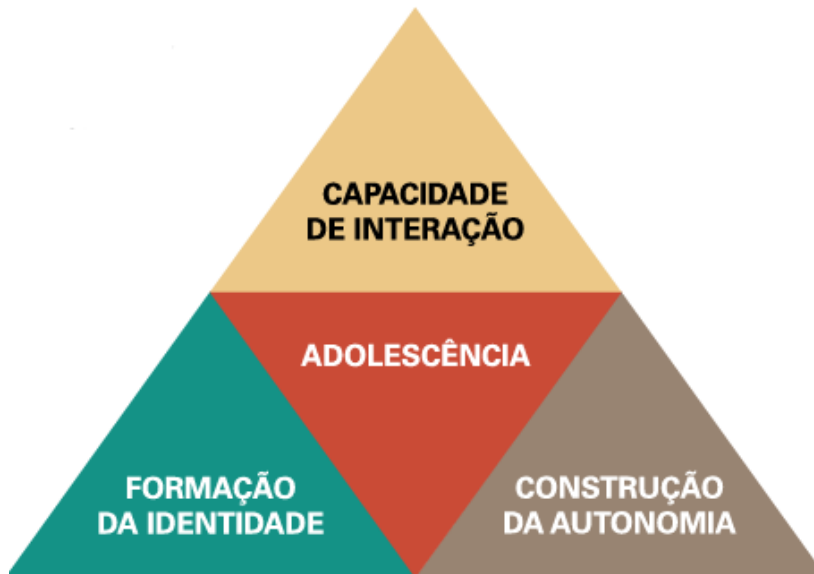 CAPACIDADE
DE INTERAÇÃO
ADOLESCÊNCIA
FORMAÇÃO
DA IDENTIDADE
CONSTRUÇÃO
DA AUTONOMIA